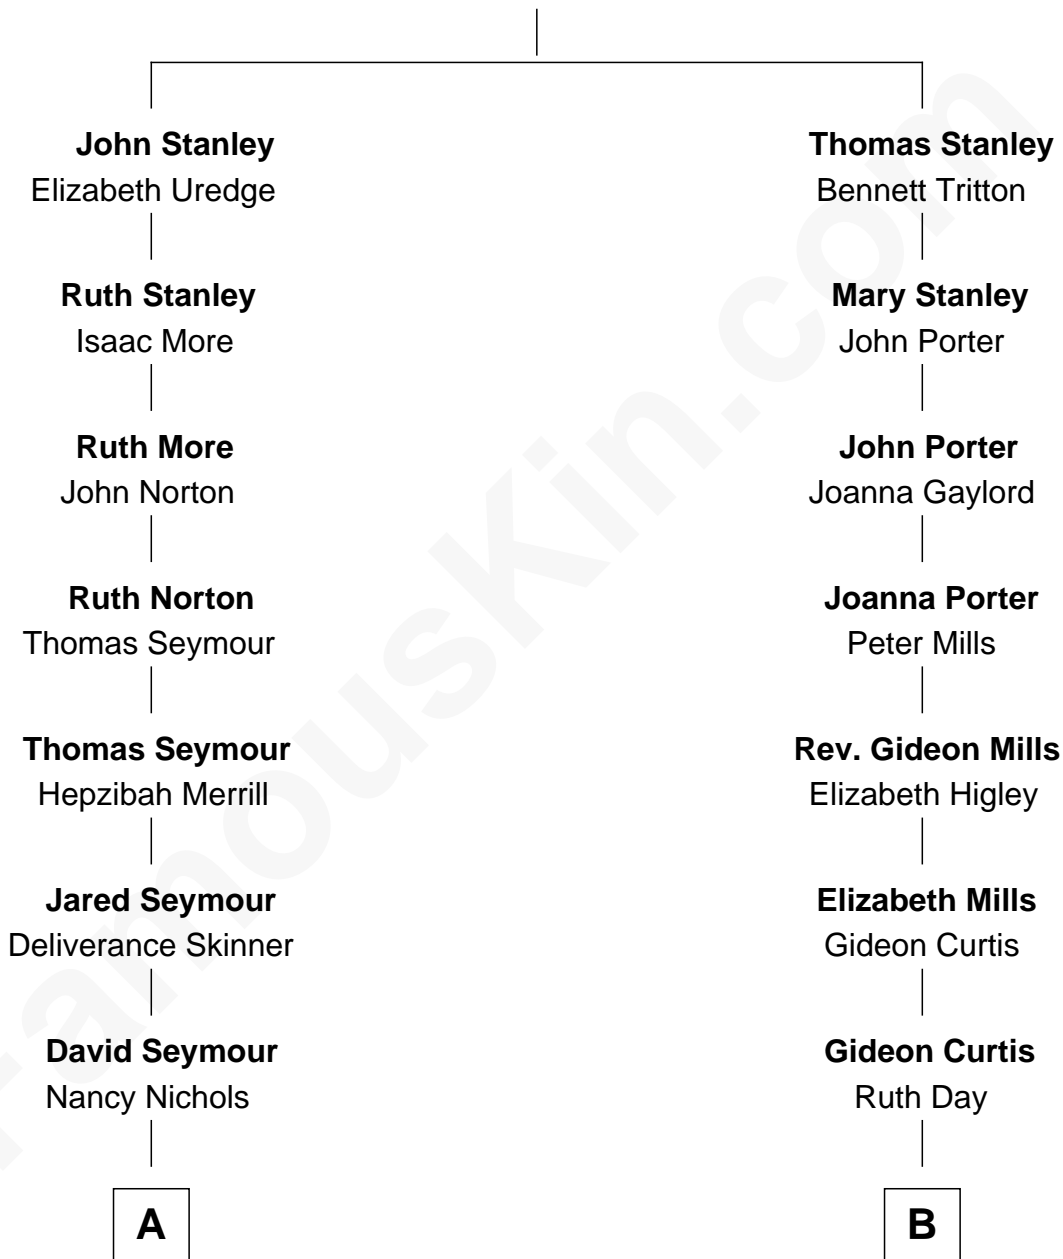 John Stanley
Elizabeth Uredge
Ruth Stanley
Isaac More
Ruth More
John Norton
Ruth Norton
Thomas Seymour
Thomas Seymour
Hepzibah Merrill
Jared Seymour
Deliverance Skinner
David Seymour
Nancy Nichols
A
Thomas Stanley
Bennett Tritton
Mary Stanley
John Porter
John Porter
Joanna Gaylord
Joanna Porter
Peter Mills
Rev. Gideon Mills
Elizabeth Higley
Elizabeth Mills
Gideon Curtis
Gideon Curtis
Ruth Day
B
FamousKin.com